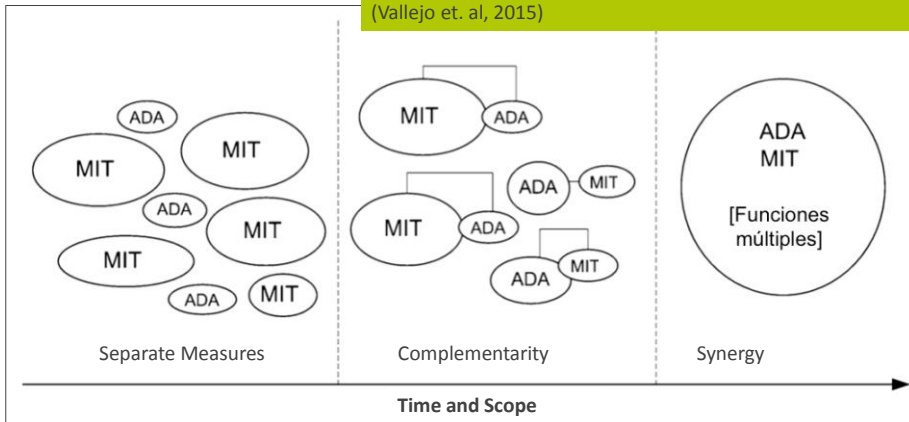 (Vallejo et. al, 2015)
ADA
MIT
MIT
ADA
MIT
MIT
ADA
MIT
MIT
ADA
MIT
ADA
ADA
MIT
ADA
MIT
ADA
MIT
[Funciones
múltiples]
Separate Measures
Complementarity
Synergy
Time and Scope